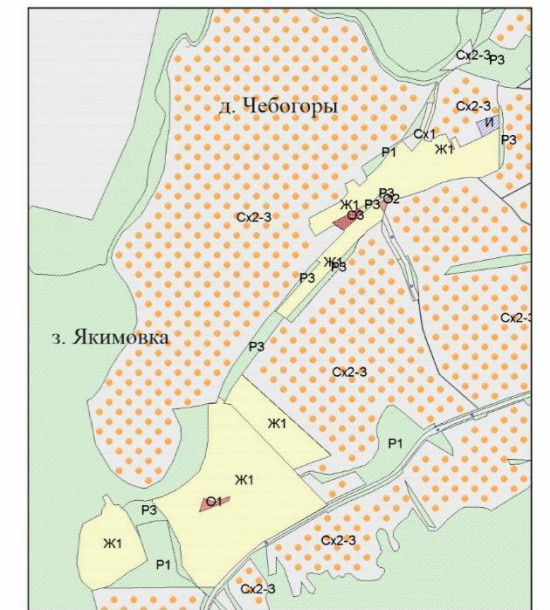 Сх2-3
Р3
д. Чебогоры
Сх2-3
И
Сх1
Р3
Ж1
Р1
Р3
О2
Ж1
Р3
О3
Сх2-3
Ж1
Р3
Р3
Сх2-3
з. Якимовка
Р3
Сх2-3
Ж1
Р1
Ж1
О1
Р3
Ж1
Сх2-3
Р1
Сх2-3